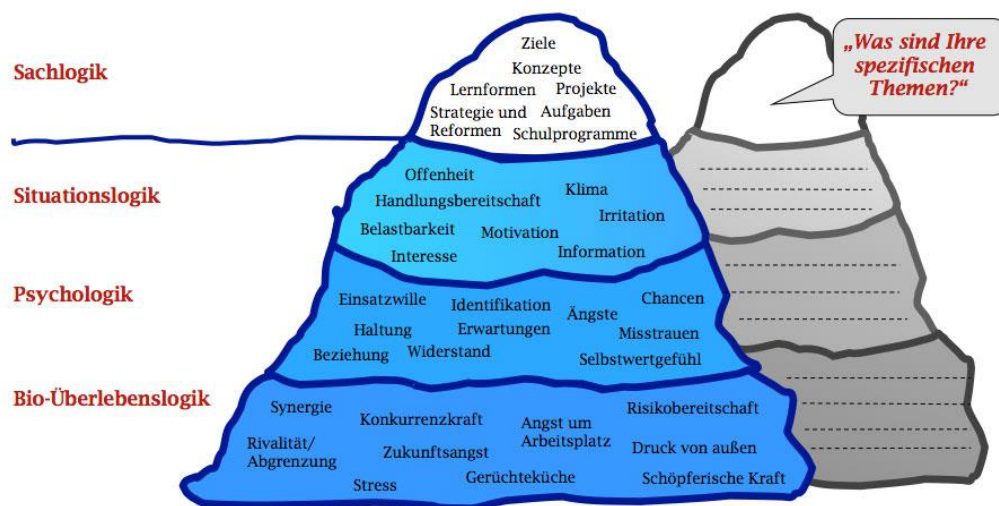 Sachlogik
Ziele
Konzepte
Lernformen Projekte
Strategie und Aufgaben
Reformen Schulprogramme
„Was sind Ihre
spezifischen
Themen?“
Situationslogik
Offenheit
Klima
Handlungsbereitschaft
Irritation
Belastbarkeit Motivation
Interesse Information
Psychologik
Einsatzwille Identifikation Ängste Chancen
Haltung Erwartungen Misstrauen
Beziehung Widerstand Selbstwertgefühl
Bio-Überlebenslogik
Synergie Konkurrenzkraft Risikobereitschaft
Angst um
Arbeitsplatz
Rivalität/
Abgrenzung
Zukunftsangst Druck von außen
Stress Gerüchteküche Schöpferische Kraft